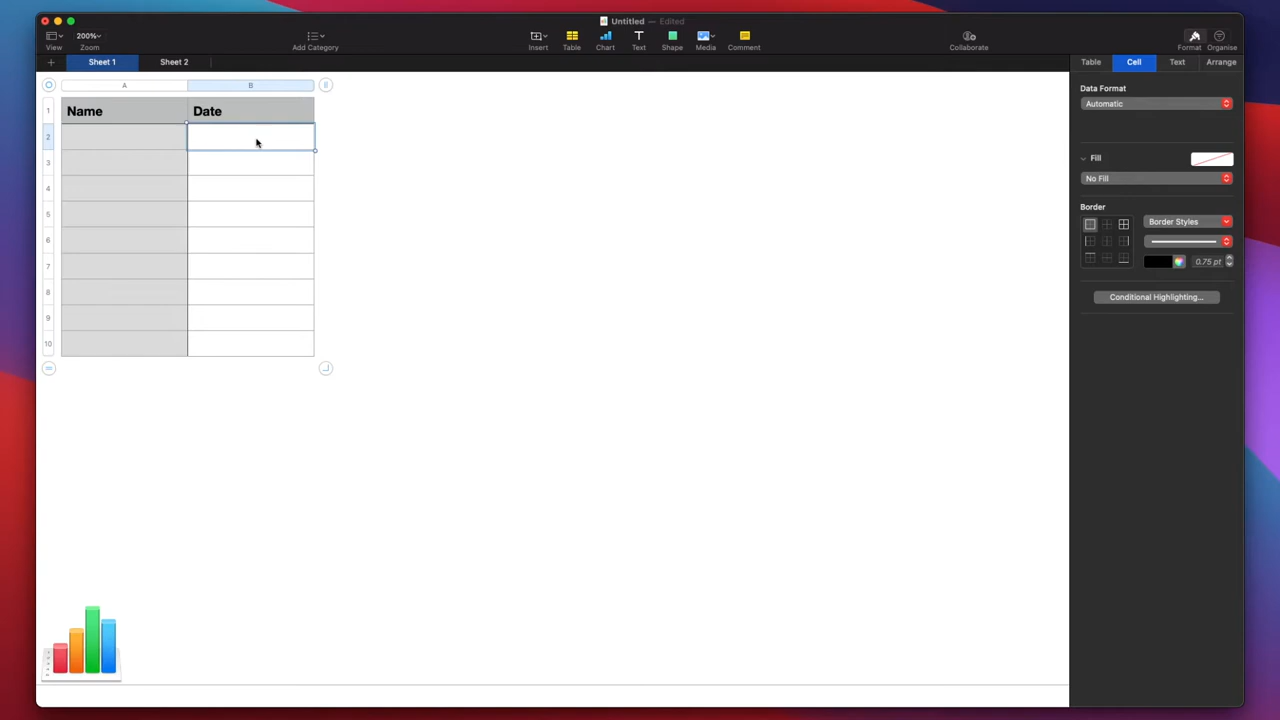 Untitled — Edited
200%
View
Zoom
Add Category
Insert
Table
Chart
Text
Shape
Media
Comment
Collaborate
Format
Organise
+
Sheet 1
Sheet 2
Table
Cell
Text
Arrange
A
B
1
Name
Date
2
3
4
5
6
7
8
9
10
Data Format
Automatic
Fill
No Fill
Border
Border Styles
0.75 pt
Conditional Highlighting...